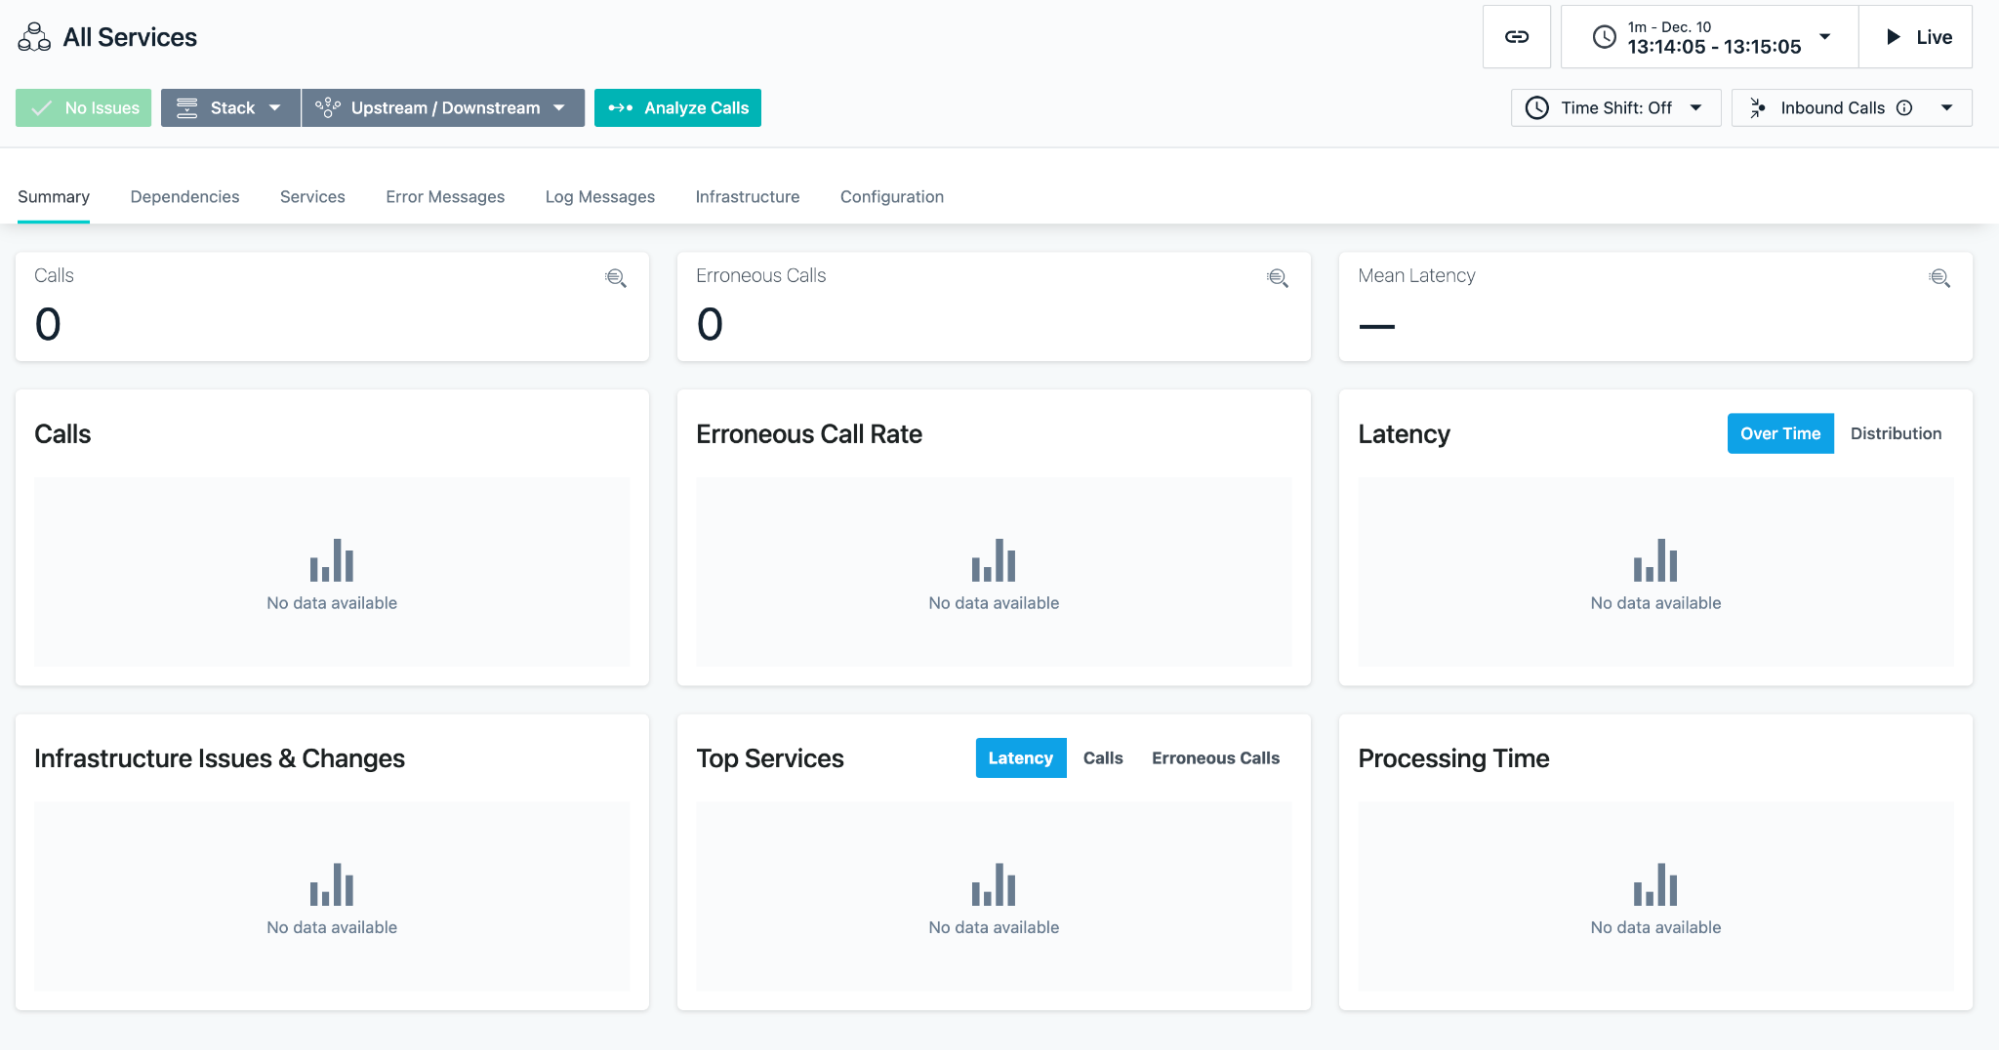 All Services
1m - Dec. 10
13:14:05 - 13:15:05
Live
No Issues
Stack
Upstream / Downstream
Analyze Calls
Time Shift: Off
Inbound Calls
Summary
Dependencies
Services
Error Messages
Log Messages
Infrastructure
Configuration
Calls
0
Erroneous Calls
0
Mean Latency
—
Calls
No data available
Erroneous Call Rate
No data available
Latency
Over Time
Distribution
No data available
Infrastructure Issues & Changes
No data available
Top Services
Latency
Calls
Erroneous Calls
No data available
Processing Time
No data available